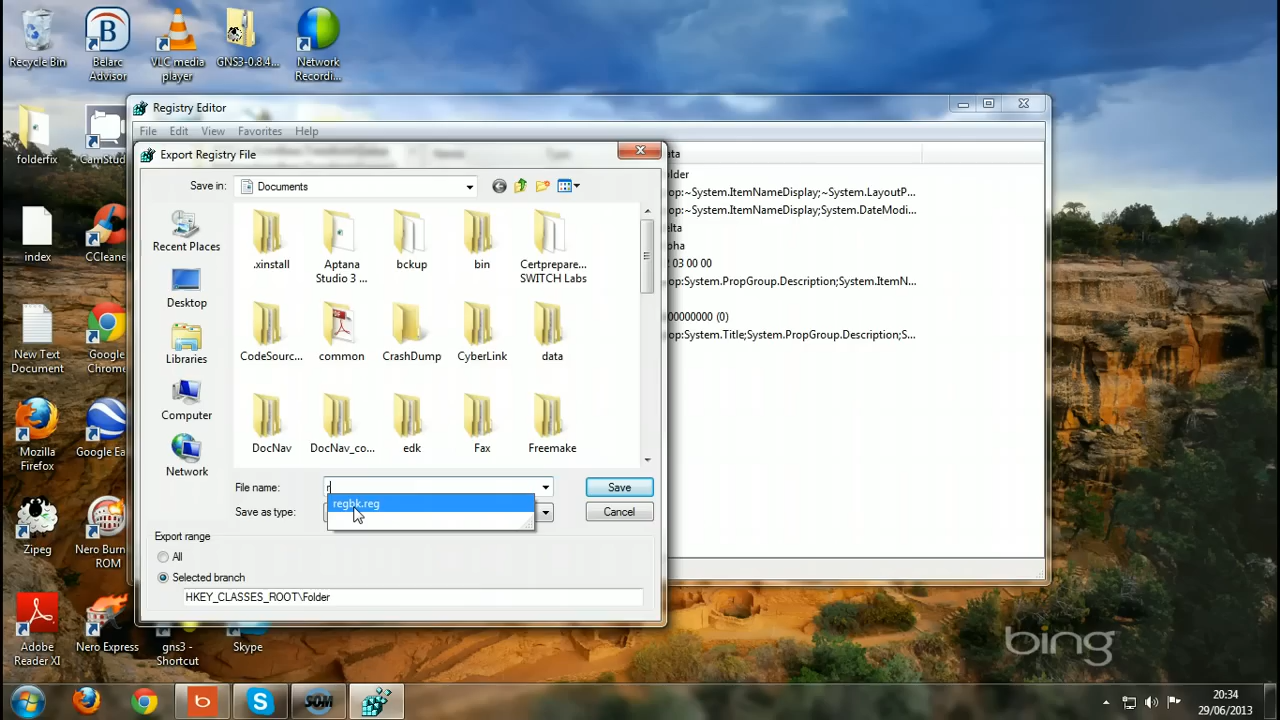 Recycle Bin
Belarc
Advisor
VLC media
player
GNS3-0.8.4...
Network
Recordi...
folderfix
CamStud
index
CCleane
New Text
Document
Google
Chrome
Mozilla
Firefox
Google Ea
Zipeg
Nero Burn
ROM
Adobe
Reader XI
Nero Express
gns3 -
Shortcut
Skype
Registry Editor
File Edit View Favorites Help
ata
older
op:~System.ItemNameDisplay;~System.LayoutP...
op:~System.ItemNameDisplay;System.DateModi...
elta
pha
2 03 00 00
op:System.PropGroup.Description;System.ItemN...
00000000 (0)
op:System.Title;System.PropGroup.Description;S...
Export Registry File
Save in: Documents
Recent Places
Desktop
Libraries
Computer
Network
.xinstall
Aptana
Studio 3 ...
bckup
bin
Certprepare...
SWITCH Labs
CodeSourc...
common
CrashDump
CyberLink
data
DocNav
DocNav_co...
edk
Fax
Freemake
File name: r
Save
regbk.reg
Save as type:
Cancel
Export range
All
Selected branch
HKEY_CLASSES_ROOT\Folder
bing
20:34
29/06/2013